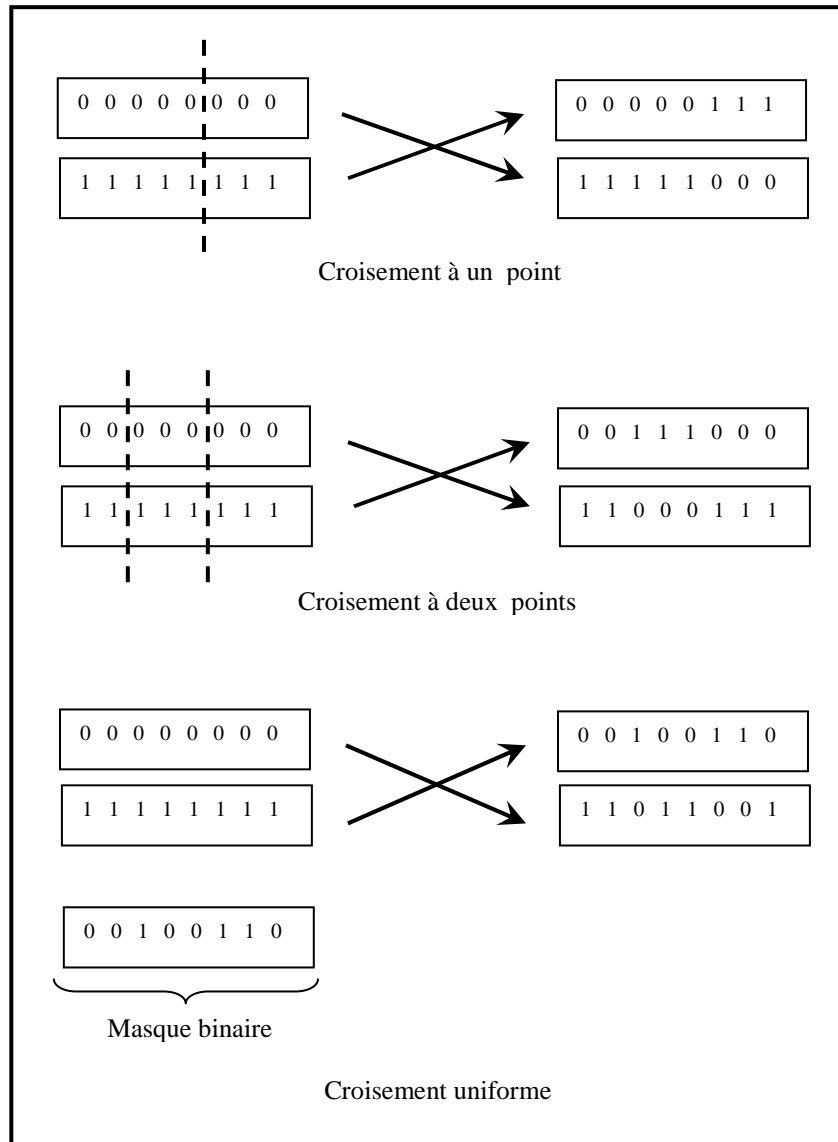 0 0 0 0 0 0 0 0
0 0 0 0 0 1 1 1
1 1 1 1 1 1 1 1
1 1 1 1 1 0 0 0
Croisement à un point
0 0 0 0 0 0 0 0
0 0 1 1 1 0 0 0
1 1 1 1 1 1 1 1
1 1 0 0 0 1 1 1
Croisement à deux points
0 0 0 0 0 0 0 0
0 0 1 0 0 1 1 0
1 1 1 1 1 1 1 1
1 1 0 1 1 0 0 1
0 0 1 0 0 1 1 0
Masque binaire
Croisement uniforme